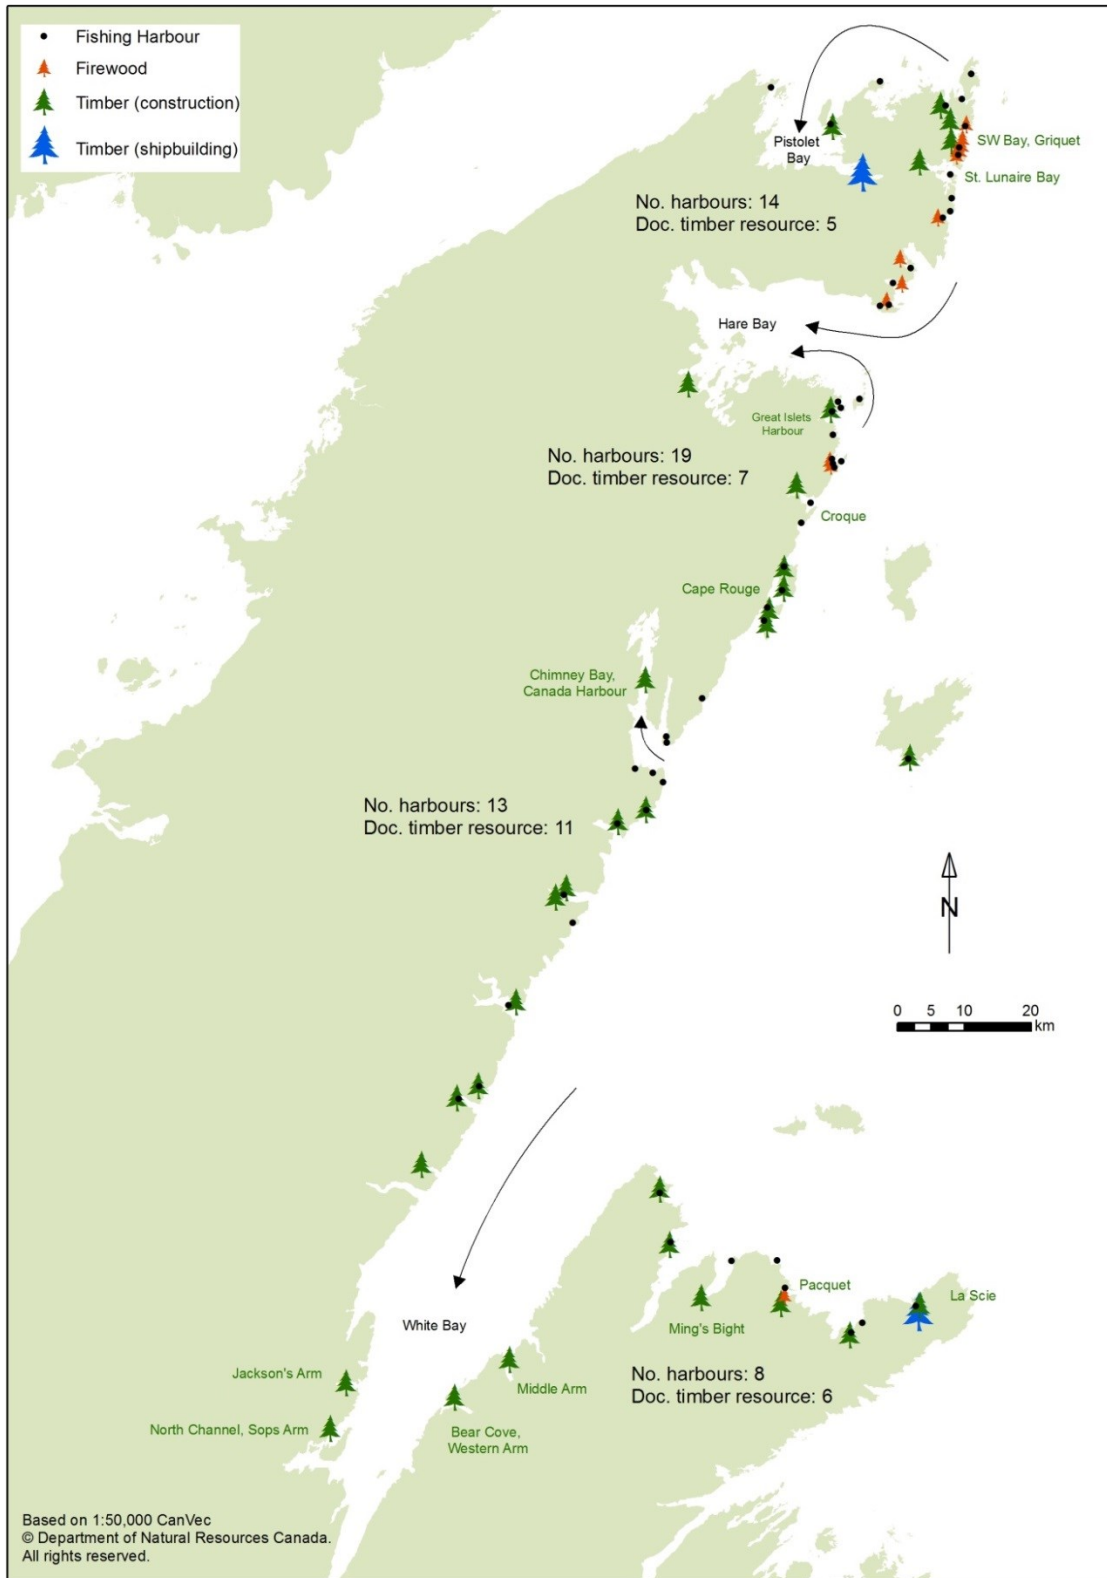 Fishing Harbour
Firewood
Timber (construction)
Timber (shipbuilding)
Pistolet
Bay
SW Bay, Griquet
St. Lunaire Bay
No. harbours: 14
Doc. timber resource: 5
Hare Bay
Great Islets
Harbour
No. harbours: 19
Doc. timber resource: 7
Croque
Cape Rouge
Chimney Bay,
Canada Harbour
No. harbours: 13
Doc. timber resource: 11
N
0 5 10 20
km
Pacquet
La Scie
White Bay
Ming's Bight
Jackson's Arm
Middle Arm
No. harbours: 8
Doc. timber resource: 6
North Channel, Sops Arm
Bear Cove,
Western Arm
Based on 1:50,000 CanVec
© Department of Natural Resources Canada.
All rights reserved.